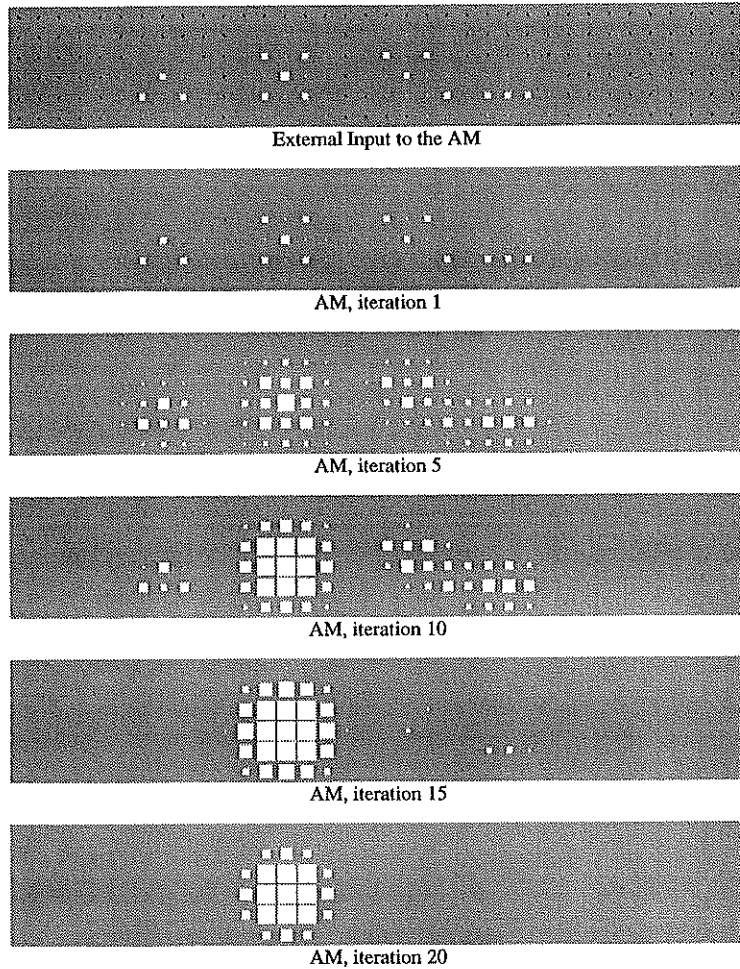 External Input to the AM
AM, iteration 1
AM, iteration 5
AM, iteration 10
AM, iteration 15
AM, iteration 20